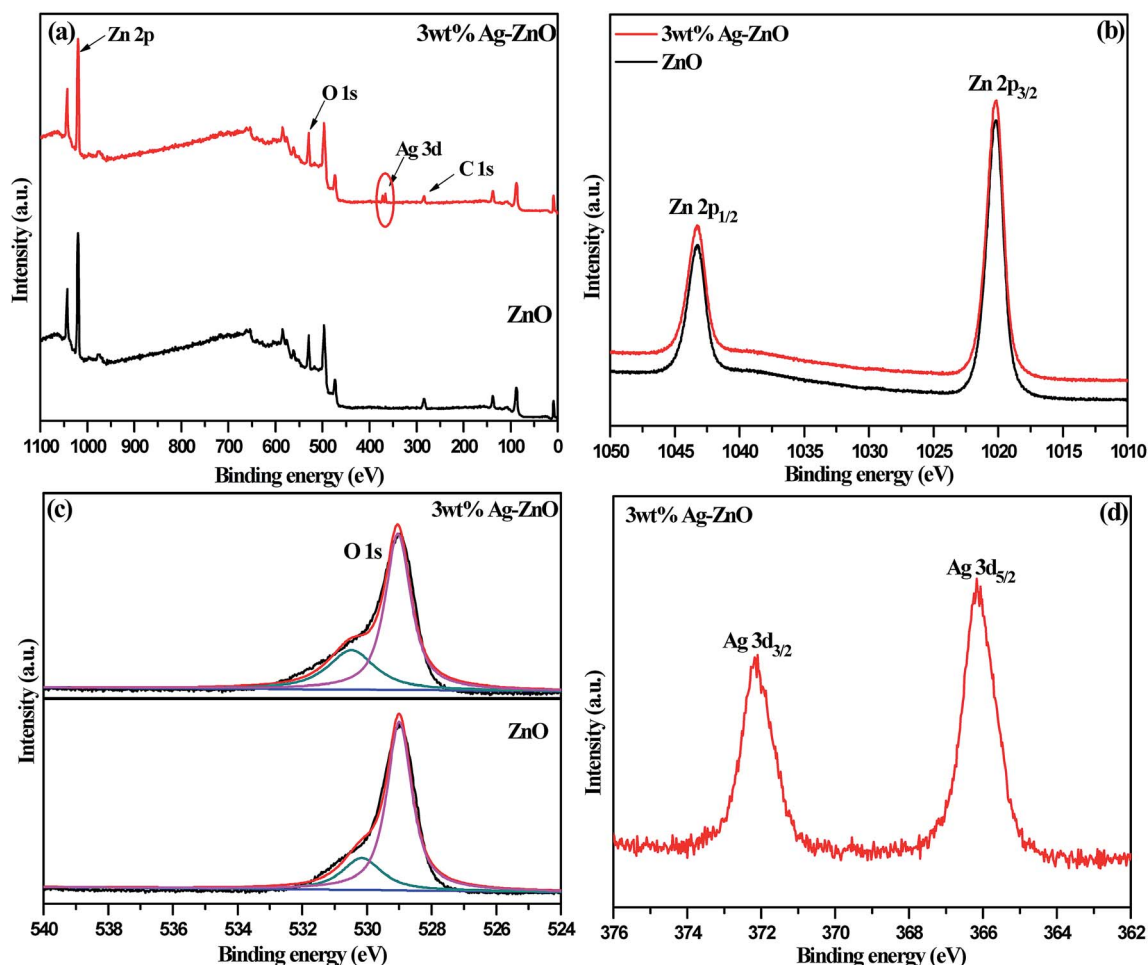 (a)
Zn 2p
3wt% Ag-ZnO
O 1s
Ag 3d
C 1s
ZnO
Intensity (a.u.)
1100 1000 900 800 700 600 500 400 300 200 100 0
Binding energy (eV)
(b)
3wt% Ag-ZnO
ZnO
Zn 2p3/2
Zn 2p1/2
Intensity (a.u.)
1050 1045 1040 1035 1030 1025 1020 1015 1010
Binding energy (eV)
(c)
3wt% Ag-ZnO
O 1s
ZnO
Intensity (a.u.)
540 538 536 534 532 530 528 526 524
Binding energy (eV)
3wt% Ag-ZnO
(d)
Ag 3d5/2
Ag 3d3/2
Intensity (a.u.)
376 374 372 370 368 366 364 362
Binding energy (eV)